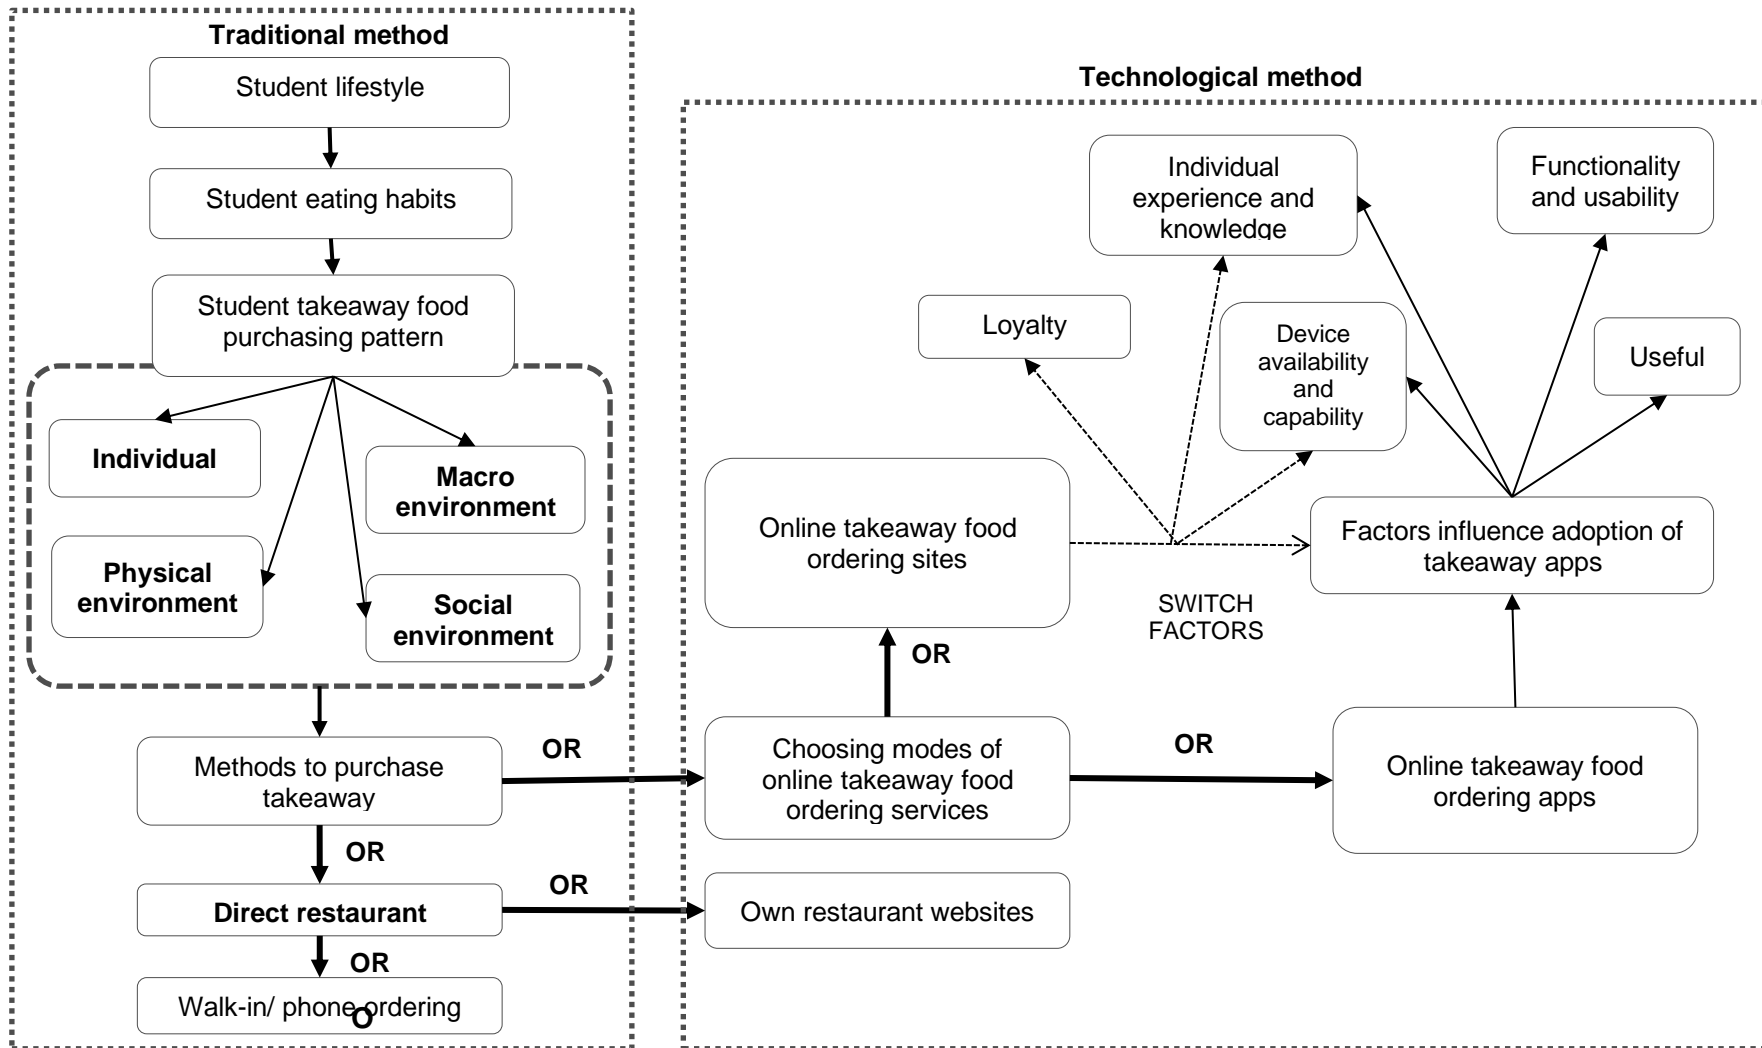 Traditional method
Student lifestyle
Student eating habits
Student takeaway food
purchasing pattern
Individual
Macro
environment
Physical
environment
Social
environment
Methods to purchase
takeaway
OR
OR
Direct restaurant
OR
OR
Walk-in/ phone ordering
O
Technological method
Individual
experience and
knowledge
Functionality
and usability
Loyalty
Device
availability
and
capability
Useful
Online takeaway food
ordering sites
Factors influence adoption of
takeaway apps
SWITCH
FACTORS
OR
Choosing modes of
online takeaway food
ordering services
OR
Online takeaway food
ordering apps
Own restaurant websites